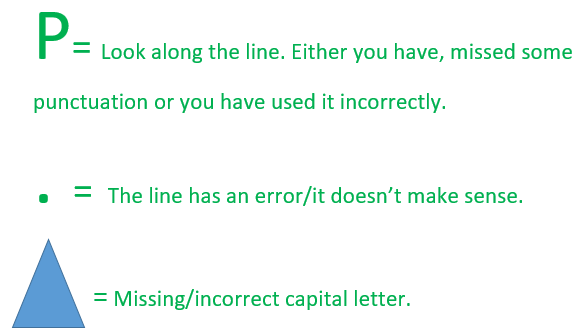 P= Look along the line. Either you have, missed some
punctuation or you have used it incorrectly.
. = The line has an error/it doesn't make sense.
= Missing/incorrect capital letter.